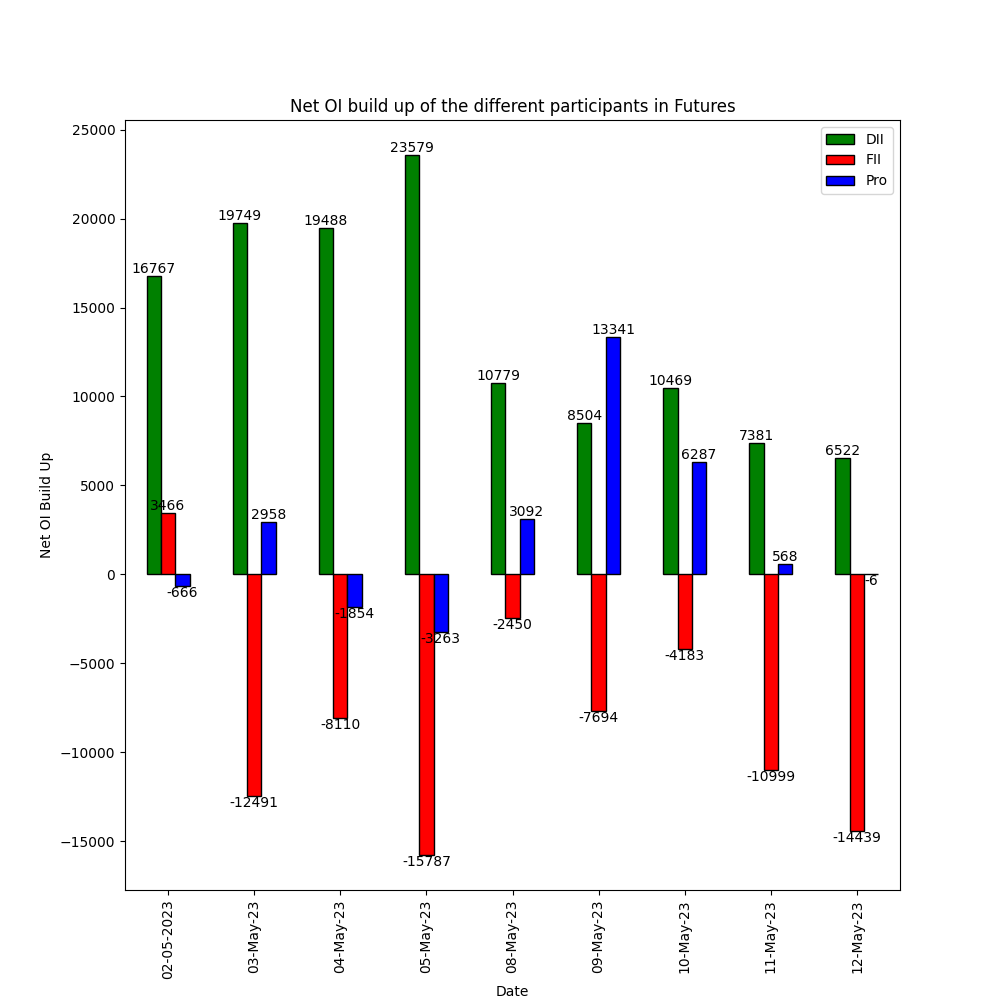 Net OI build up of the different participants in Futures
DII
FII
Pro
Net OI Build Up
25000
20000
15000
10000
5000
0
−5000
−10000
−15000
16767
19749
19488
23579
10779
8504
10469
7381
6522
3466
-12491
-8110
-15787
-2450
-7694
-4183
-10999
-14439
-666
2958
-1854
-3263
3092
13341
6287
568
-6
02-05-2023
03-May-23
04-May-23
05-May-23
08-May-23
09-May-23
10-May-23
11-May-23
12-May-23
Date